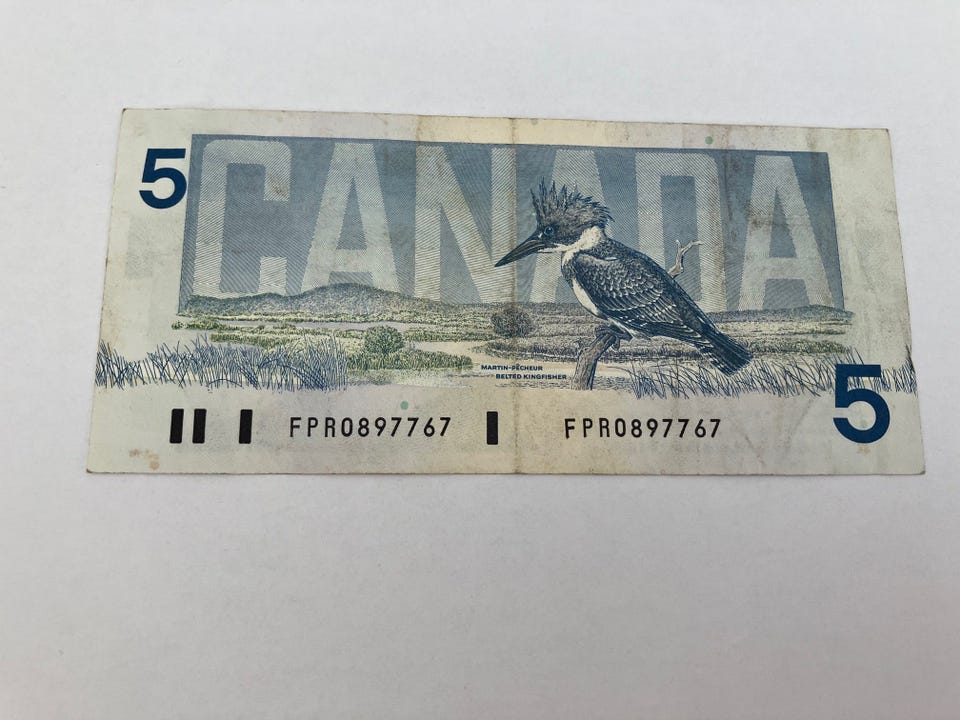 5
CANADA
MARTIN-PÊCHEUR
BELTED KINGFISHER
5
FPR0897767 FPR0897767